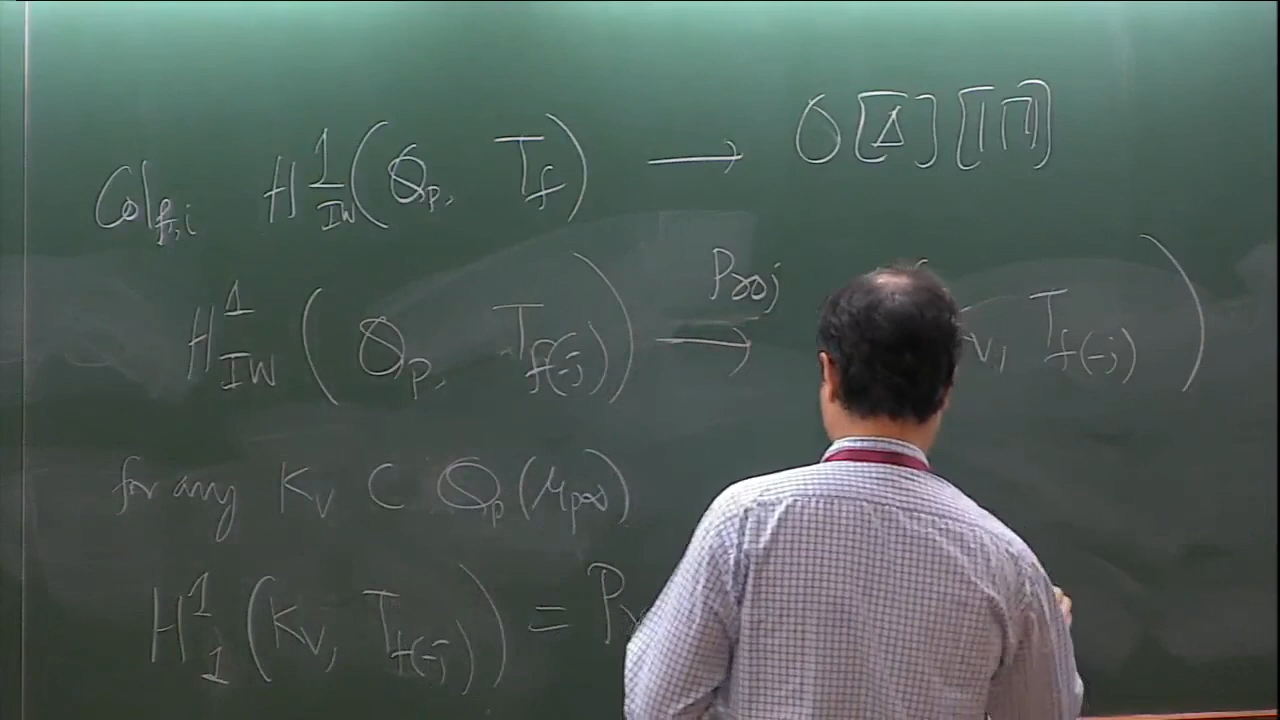 Col_{f,i} H^1_{Iw}(Q_p, T_f) ⟶ O[Δ][[Π]]
H^1_{IW}(Q_p, T_{f(-j)}) ⟶^{Proj} v, T_{f(-j)})
for any K_v ⊂ Q_p(μ_{p^∞})
H^1_1(K_v, T_{f(-j)}) = Pr